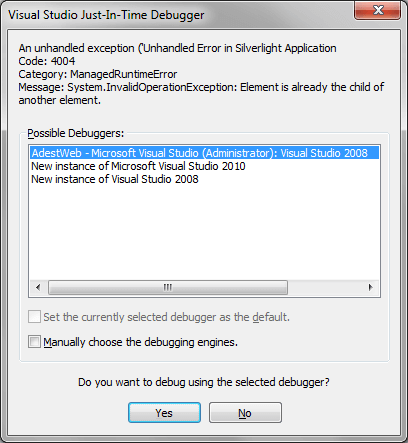 Visual Studio Just-In-Time Debugger
An unhandled exception ('Unhandled Error in Silverlight Application
Code: 4004
Category: ManagedRuntimeError
Message: System.InvalidOperationException: Element is already the child of
another element.
Possible Debuggers:
AdestWeb - Microsoft Visual Studio (Administrator): Visual Studio 2008
New instance of Microsoft Visual Studio 2010
New instance of Visual Studio 2008
Set the currently selected debugger as the default.
Manually choose the debugging engines.
Do you want to debug using the selected debugger?
Yes
No